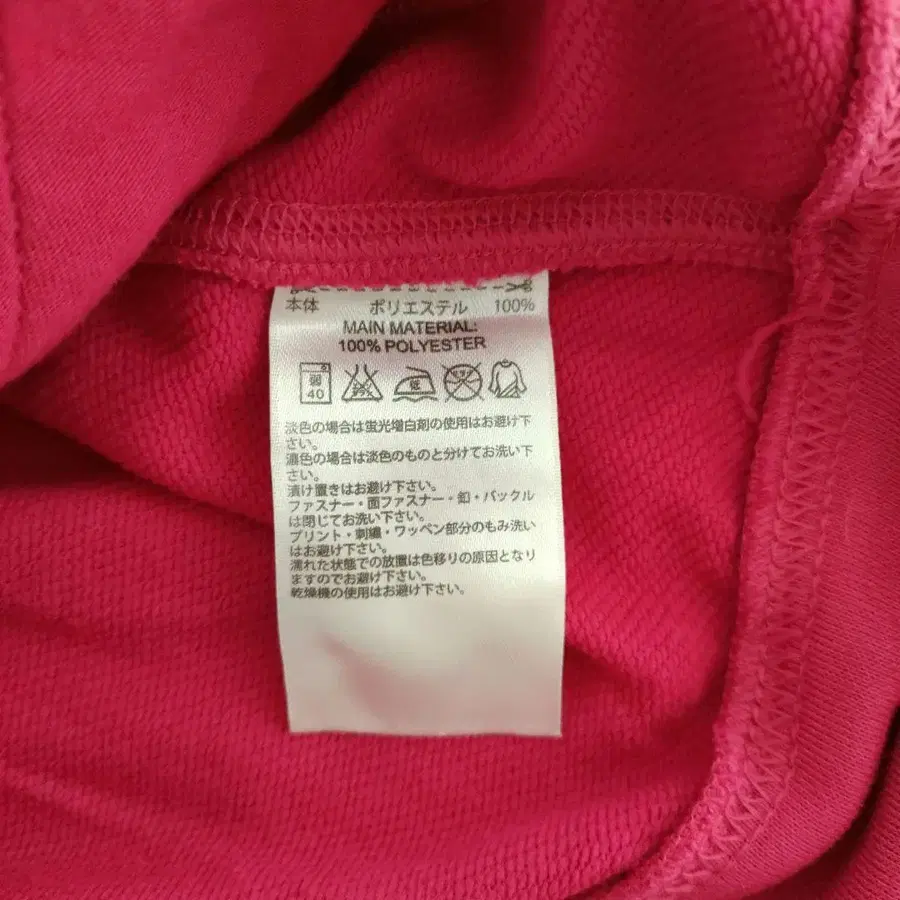 本体 ポリエステル 100%
MAIN MATERIAL:
100% POLYESTER
弱 低
40
淡色の場合は蛍光増白剤の使用はお避け下
さい。
濃色の場合は淡色のものと分けてお洗い下
さい。
漬け置きはお避け下さい。
ファスナー・面ファスナー・釦・バックル
は閉じてお洗い下さい。
プリント・刺繍・ワッペン部分のもみ洗い
はお避け下さい。
濡れた状態での放置は色移りの原因となり
ますのでお避け下さい。
乾燥機の使用はお避け下さい。